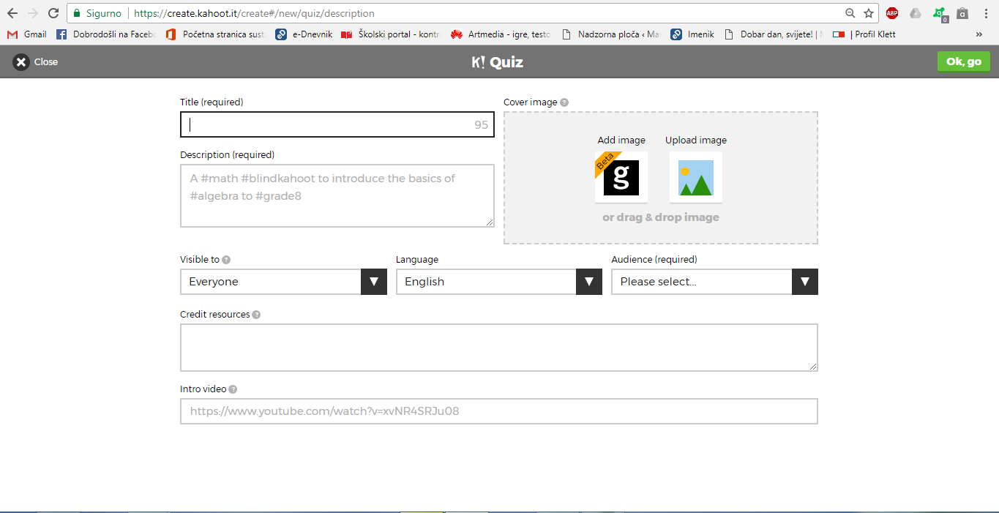 Sigurno https://create.kahoot.it/create#/new/quiz/description ABP 0 a
Gmail Dobrodošli na Faceb Početna stranica sust e-Dnevnik Školski portal - kontr Artmedia - igre, testo Nadzorna ploča ‹ Ma Imenik Dobar dan, svijete! | | Profil Klett »
Close K! Quiz Ok, go
Title (required) Cover image ?
95
Add image Upload image
Description (required)
Beta g
A #math #blindkahoot to introduce the basics of
#algebra to #grade8
or drag & drop image
Visible to ? Language Audience (required)
Everyone English Please select...
Credit resources ?
Intro video ?
https://www.youtube.com/watch?v=xvNR4SRJu08